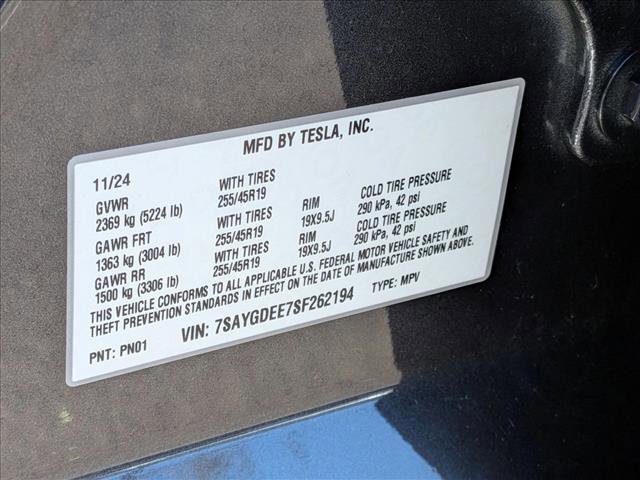 MFD BY TESLA, INC.
11/24
GVWR WITH TIRES RIM COLD TIRE PRESSURE
2369 kg (5224 lb) 255/45R19 19X9.5J 290 kPa, 42 psi
GAWR FRT WITH TIRES RIM COLD TIRE PRESSURE
1363 kg (3004 lb) 255/45R19 19X9.5J 290 kPa, 42 psi
GAWR RR WITH TIRES
1500 kg (3306 lb) 255/45R19
THIS VEHICLE CONFORMS TO ALL APPLICABLE U.S. FEDERAL MOTOR VEHICLE SAFETY AND
THEFT PREVENTION STANDARDS IN EFFECT ON THE DATE OF MANUFACTURE SHOWN ABOVE.
VIN: 7SAYGDEE7SF262194 TYPE: MPV
PNT: PN01